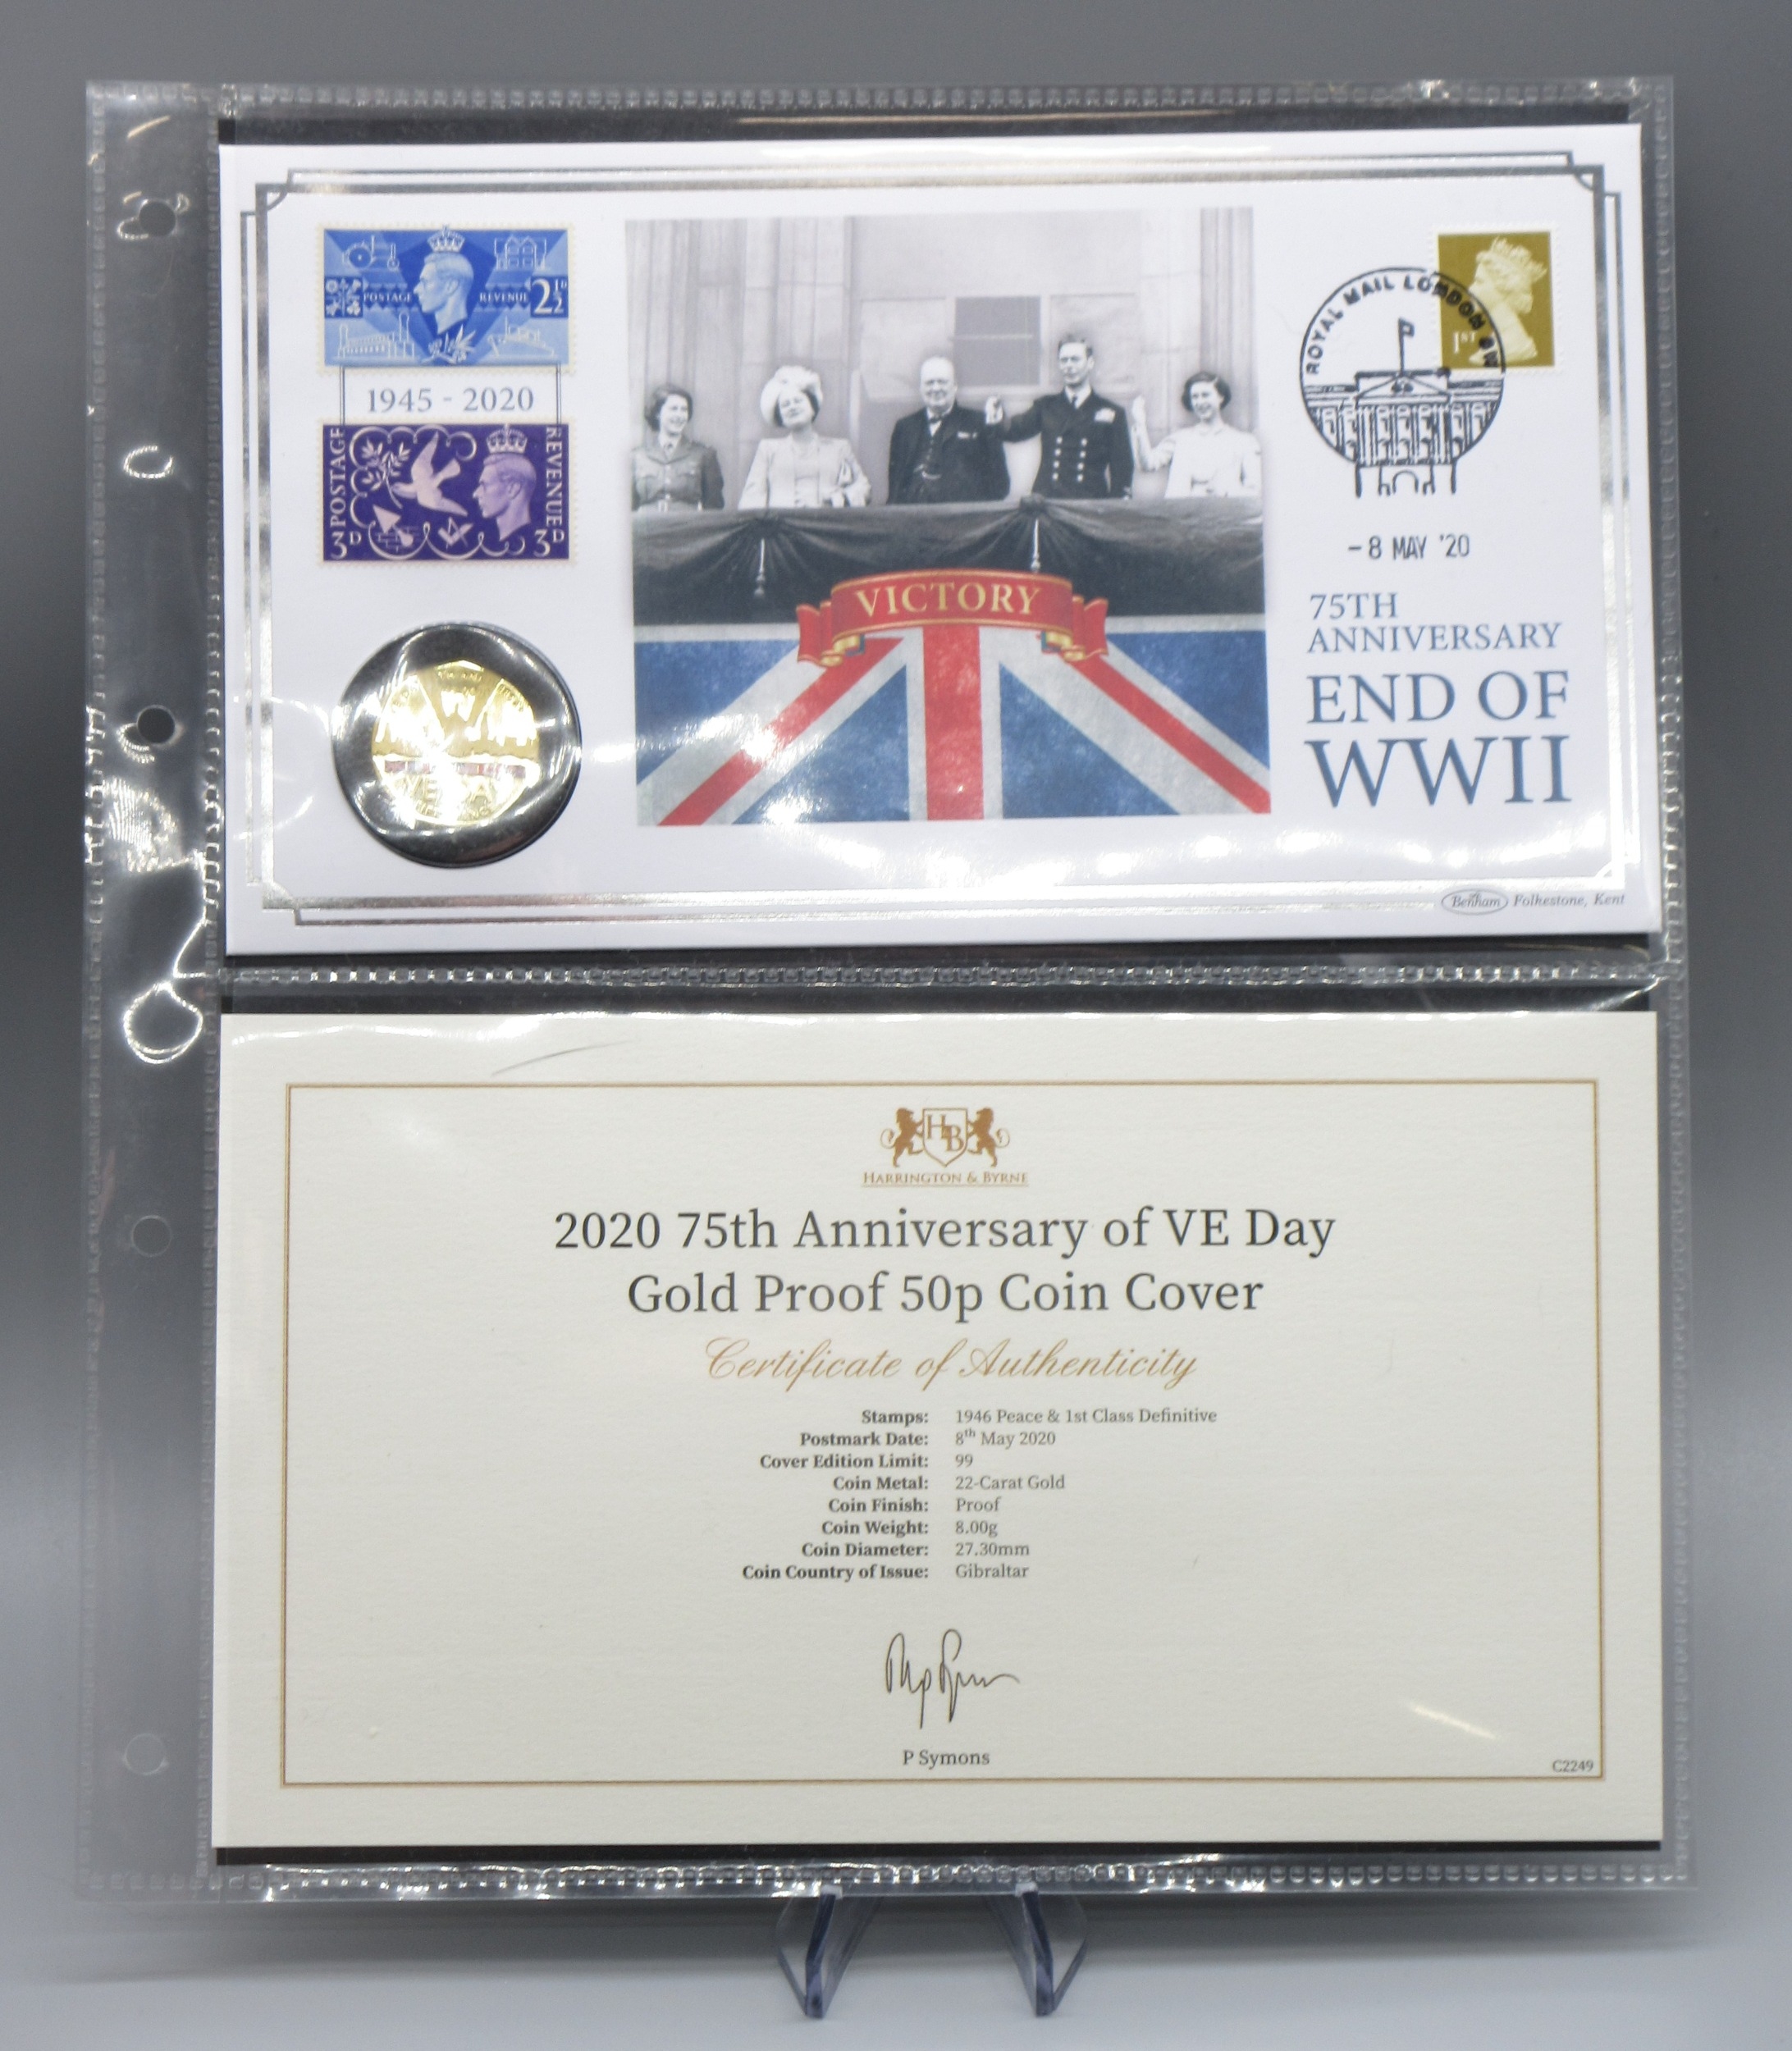 POSTAGE REVENUE 2½D
1945 - 2020
POSTAGE REVENUE
3D 3D
VICTORY
1ST
ROYAL MAIL LONDON SW
-8 MAY '20
75TH
ANNIVERSARY
END OF
WWII
Benham Folkestone, Kent
HB
HARRINGTON & BYRNE
2020 75th Anniversary of VE Day
Gold Proof 50p Coin Cover
Certificate of Authenticity
Stamps: 1946 Peace & 1st Class Definitive
Postmark Date: 8th May 2020
Cover Edition Limit: 99
Coin Metal: 22-Carat Gold
Coin Finish: Proof
Coin Weight: 8.00g
Coin Diameter: 27.30mm
Coin Country of Issue: Gibraltar
P Symons
C2249